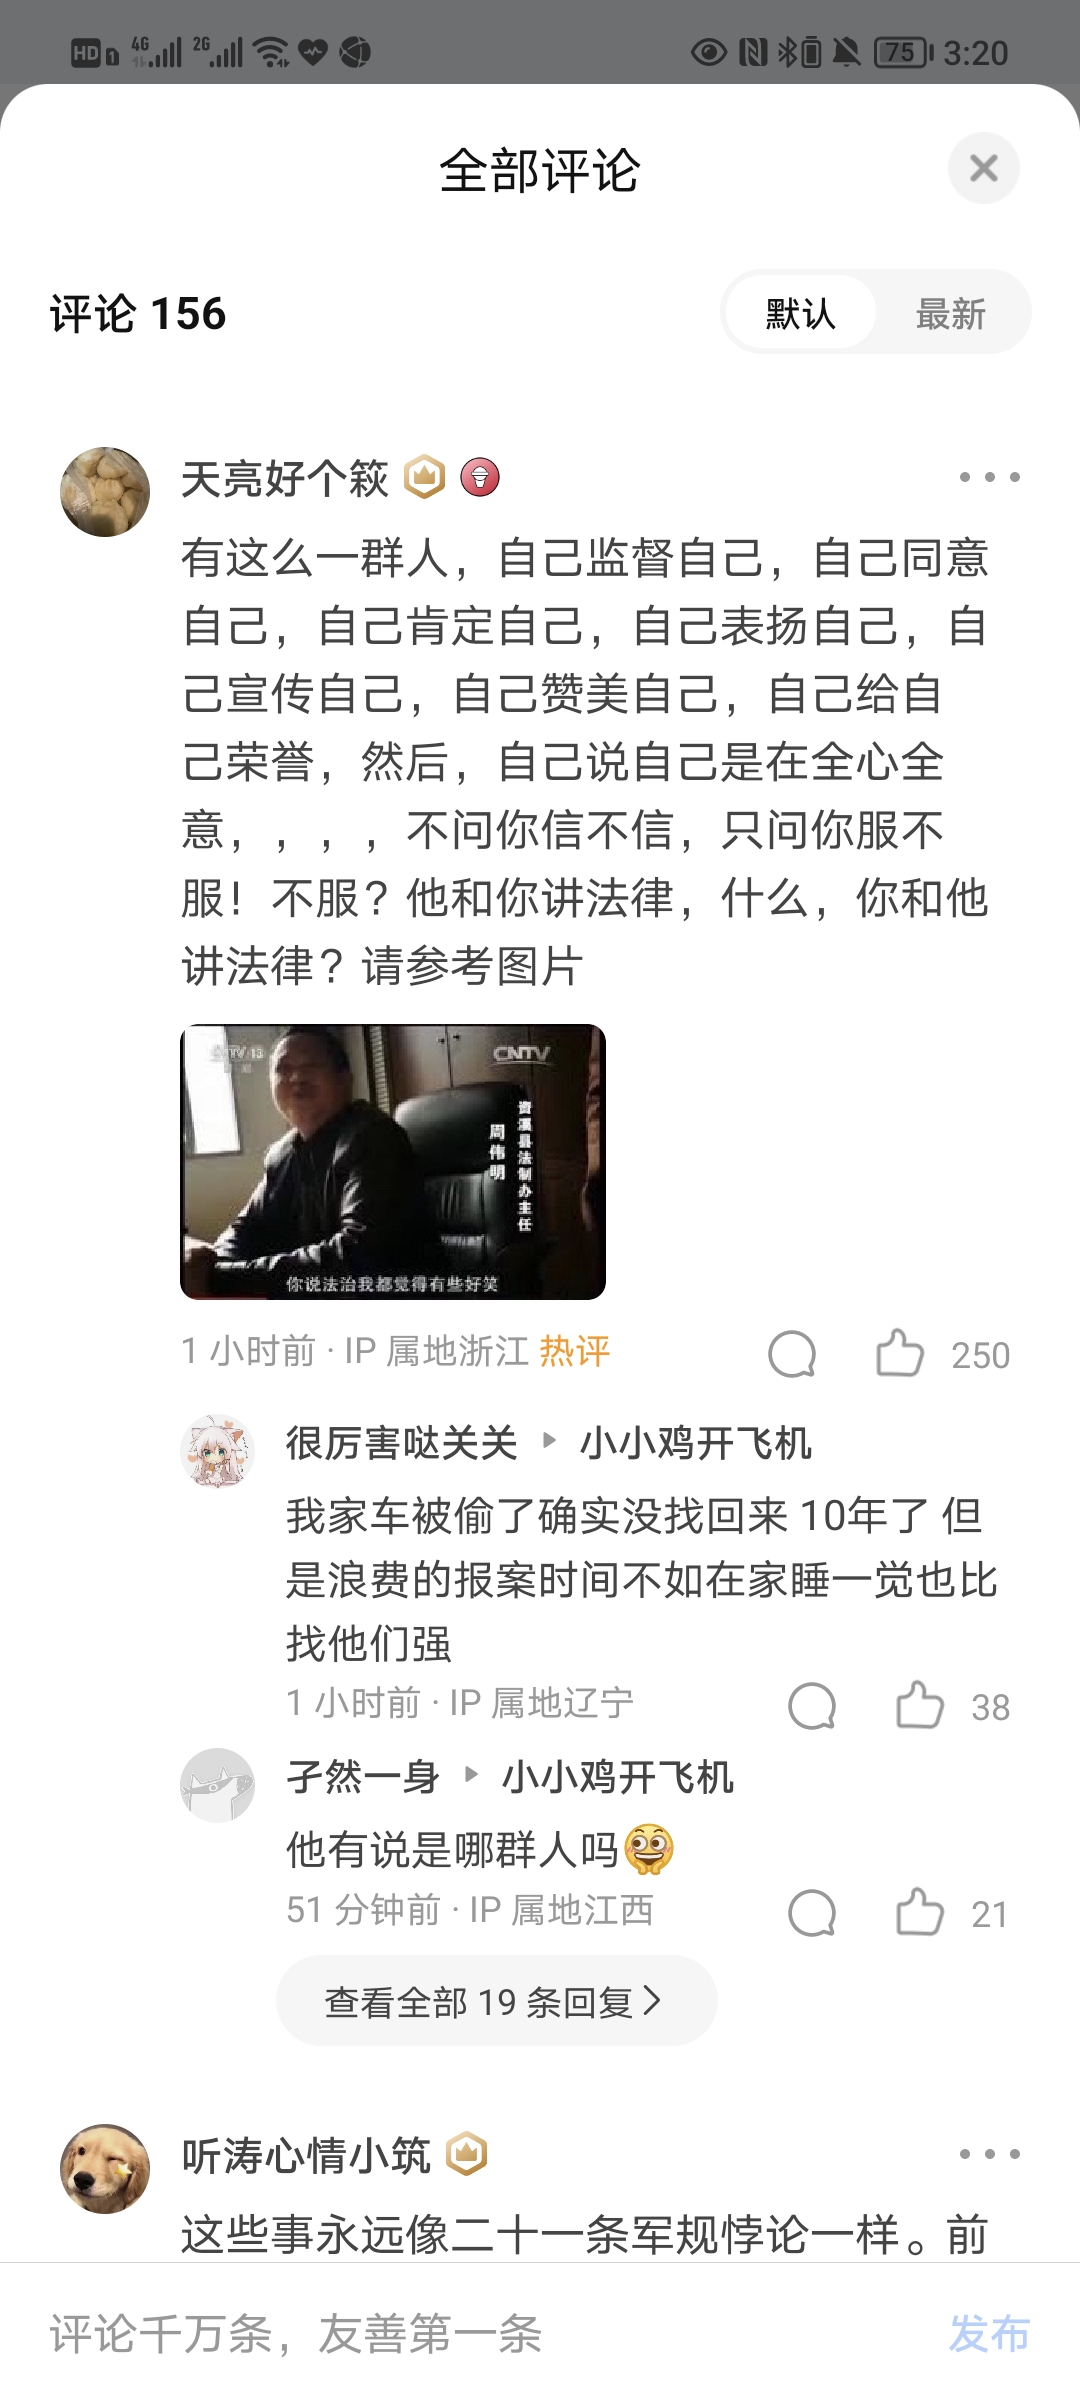 HD 1 4G 2G 75 3:20
全部评论
评论 156
默认 最新
天亮好个簌
有这么一群人，自己监督自己，自己同意
自己，自己肯定自己，自己表扬自己，自
己宣传自己，自己赞美自己，自己给自
己荣誉，然后，自己说自己是在全心全
意，，，，不问你信不信，只问你服不
服！不服？他和你讲法律，什么，你和他
讲法律？请参考图片
CNTV
资溪县法制办主任
周伟明
你说法治我都觉得有些好笑
1 小时前 · IP 属地浙江 热评
250
很厉害哒关关 小小鸡开飞机
我家车被偷了确实没找回来 10年了 但
是浪费的报案时间不如在家睡一觉也比
找他们强
1 小时前 · IP 属地辽宁
38
孑然一身 小小鸡开飞机
他有说是哪群人吗
51 分钟前 · IP 属地江西
21
查看全部 19 条回复
听涛心情小筑
这些事永远像二十一条军规悖论一样。前
评论千万条，友善第一条
发布